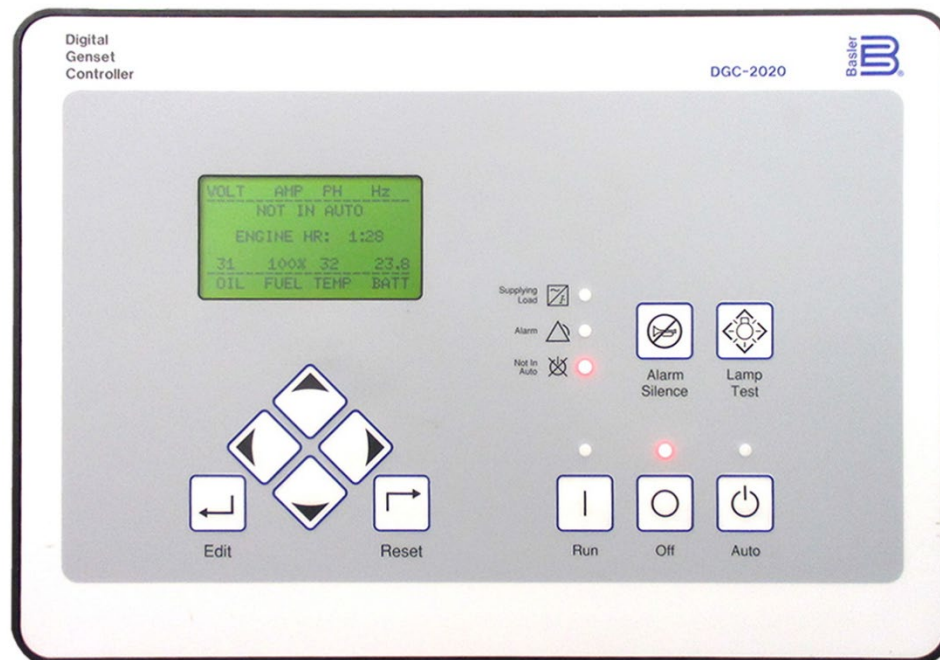 Digital
Genset
Controller
DGC-2020
Basler
VOLT AMP PH Hz
NOT IN AUTO
ENGINE HR: 1:28
31 100% 32 23.8
OIL FUEL TEMP BATT
Supplying
Load
Alarm
Not In
Auto
Alarm
Silence
Lamp
Test
Edit
Reset
Run
Off
Auto